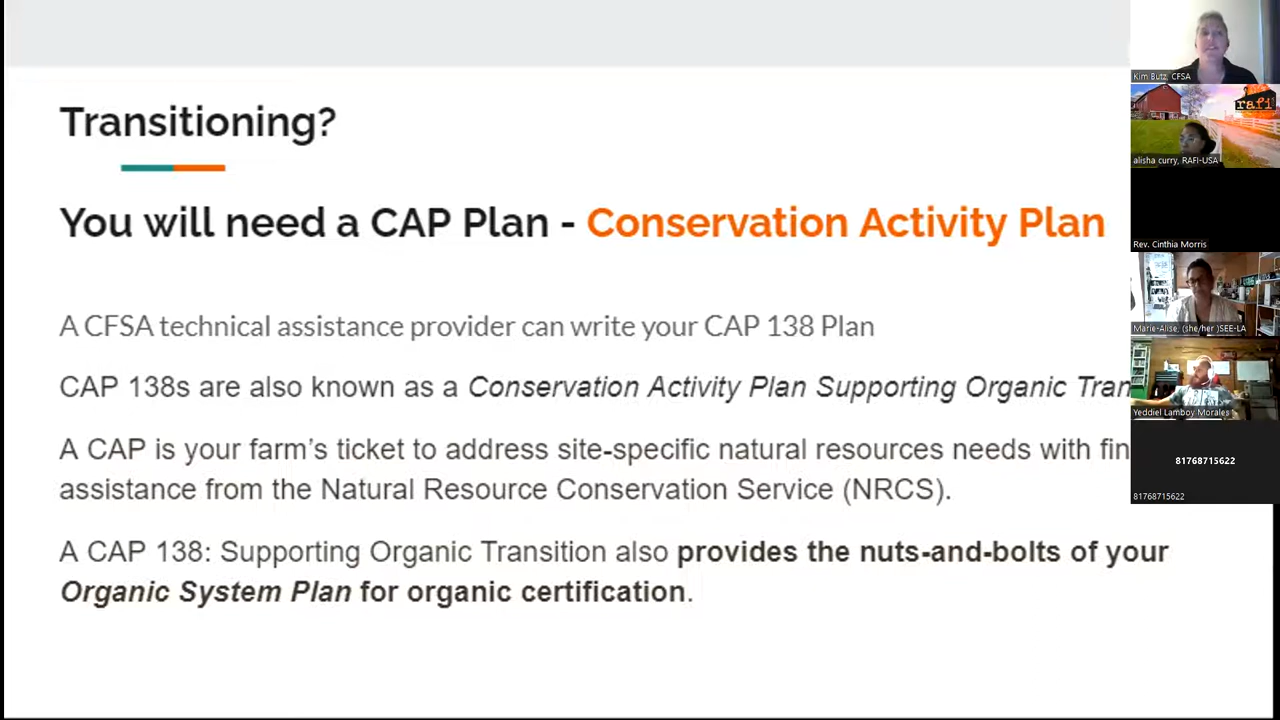 Transitioning?
You will need a CAP Plan - Conservation Activity Plan
A CFSA technical assistance provider can write your CAP 138 Plan
CAP 138s are also known as a Conservation Activity Plan Supporting Organic Tran
A CAP is your farm's ticket to address site-specific natural resources needs with fin
assistance from the Natural Resource Conservation Service (NRCS).
A CAP 138: Supporting Organic Transition also provides the nuts-and-bolts of your
Organic System Plan for organic certification.
Kim Butz, CFSA
rafi
alisha curry, RAFI-USA
Rev. Cinthia Morris
Marie-Alise, (she/her )SEE-LA
Yeddiel Lamboy Morales
81768715622
81768715622